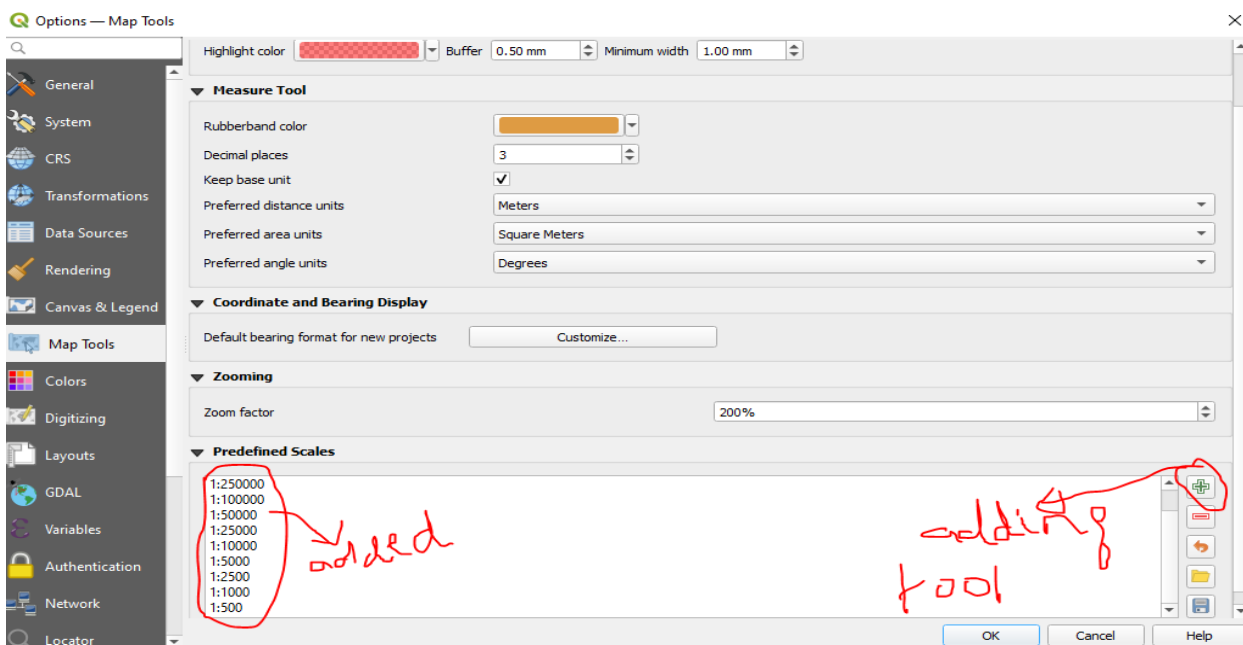 Options — Map Tools
Highlight color Buffer 0.50 mm Minimum width 1.00 mm
General
Measure Tool
System
Rubberband color
Decimal places 3
CRS
Keep base unit
Transformations
Preferred distance units Meters
Data Sources
Preferred area units Square Meters
Preferred angle units Degrees
Rendering
Canvas & Legend
Coordinate and Bearing Display
Map Tools
Default bearing format for new projects Customize...
Colors
Zooming
Digitizing
Zoom factor 200%
Layouts
Predefined Scales
GDAL
1:250000
1:100000
1:50000
Variables
1:25000
1:10000
added
adding
tool
1:5000
Authentication
1:2500
1:1000
Network
1:500
Locator
OK Cancel Help